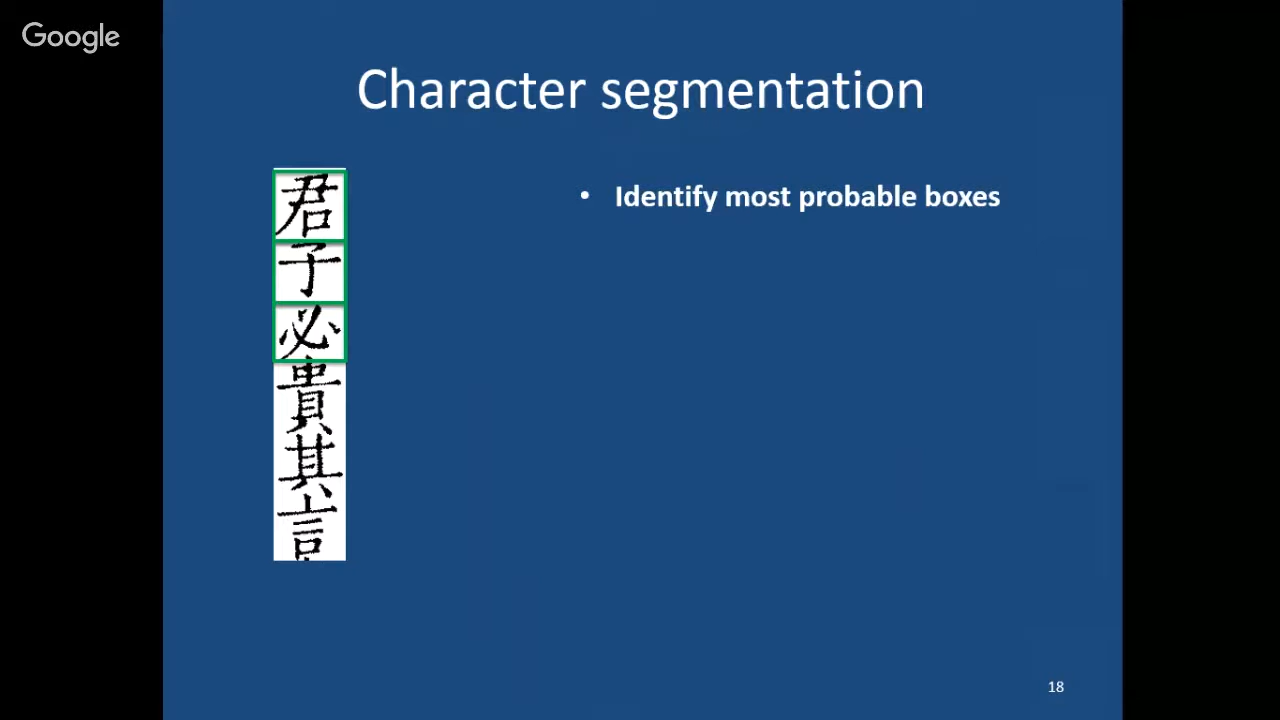 Google
Character segmentation
君子必貴其言
• Identify most probable boxes
18